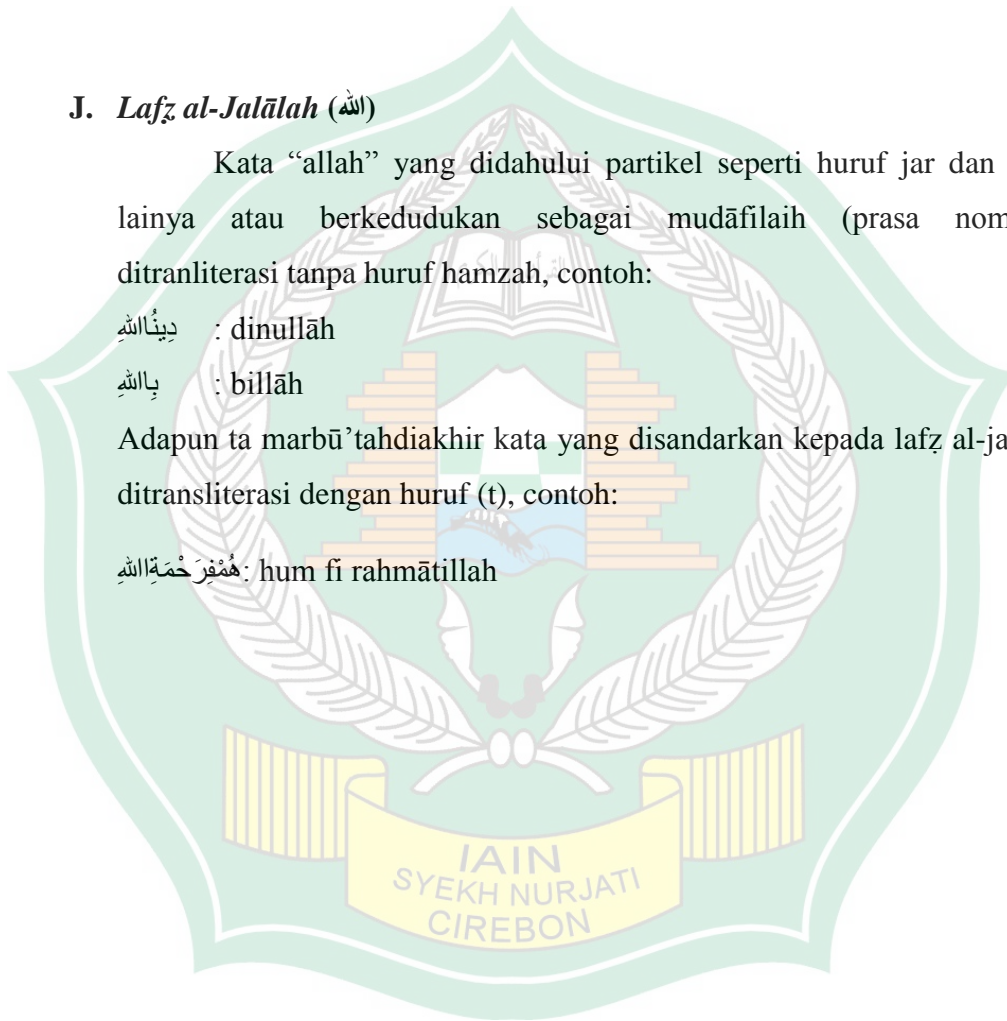 J. Lafẓ al-Jalālah (الله)
Kata “allah” yang didahului partikel seperti huruf jar dan
lainya atau berkedudukan sebagai mudāfilaih (prasa nom
ditranliterasi tanpa huruf hamzah, contoh:
دِينُاللهِ : dinullāh
بِاللهِ : billāh
Adapun ta marbū’tahdiakhir kata yang disandarkan kepada lafẓ al-ja
ditransliterasi dengan huruf (t), contoh:
هُمْفِرَحْمَةِاللهِ: hum fi rahmātillah
IAIN
SYEKH NURJATI
CIREBON